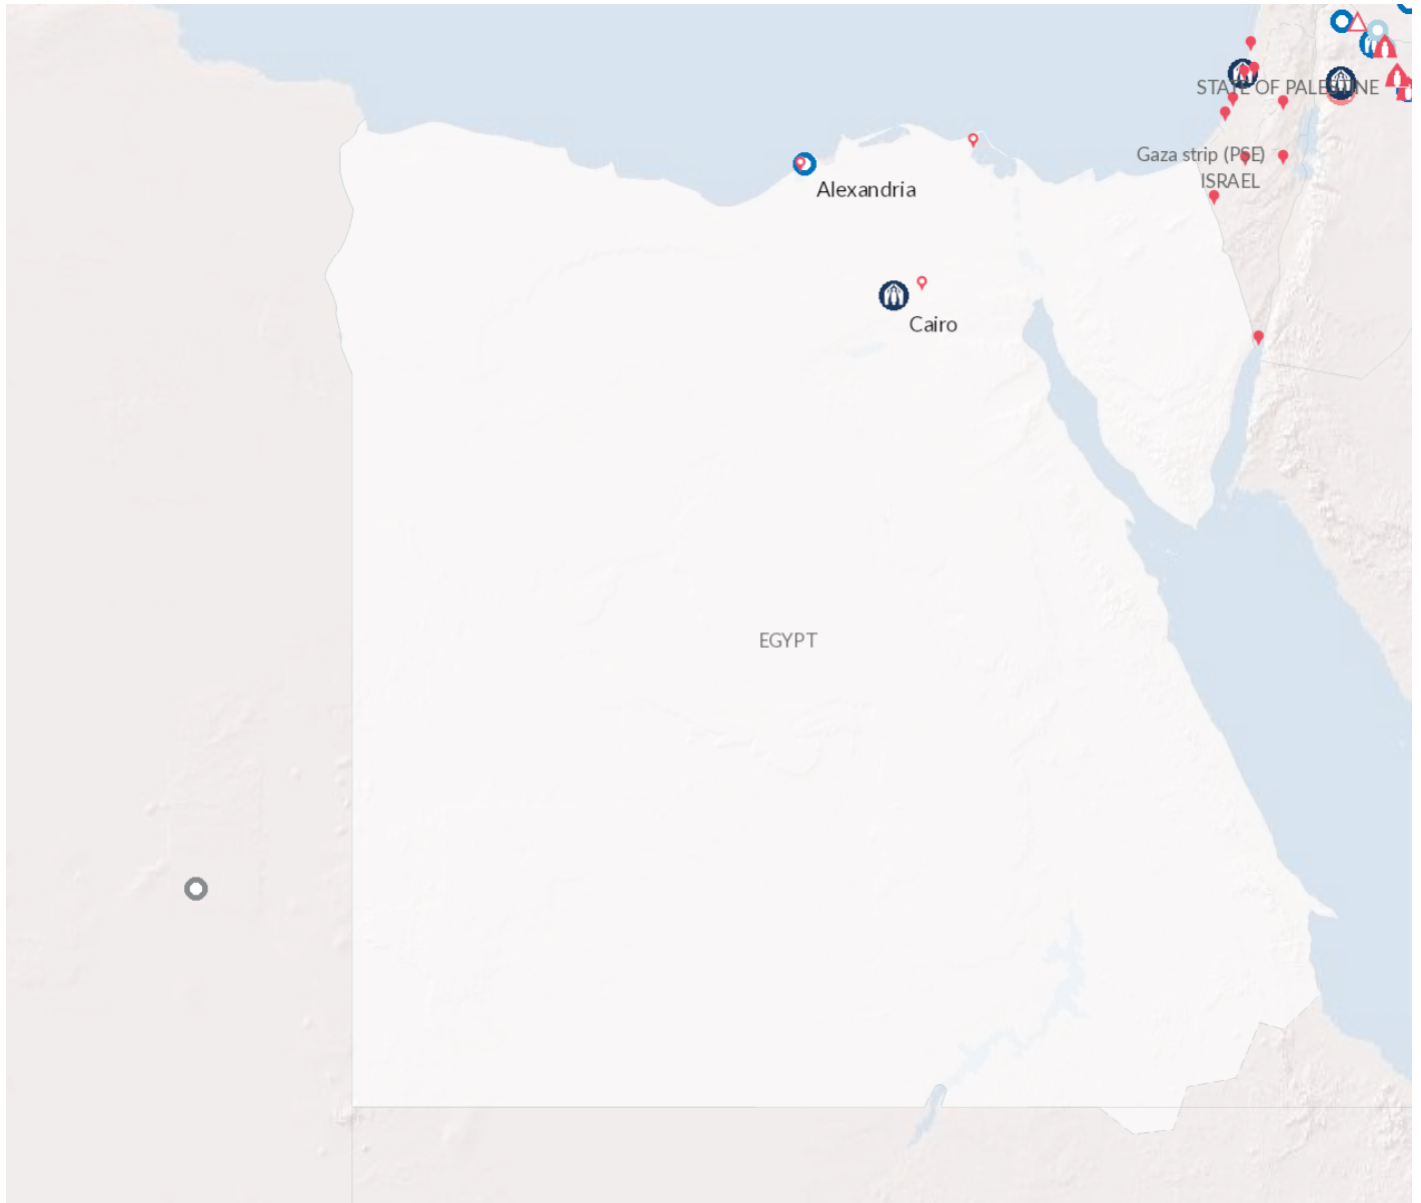 STATE OF PALESTINE
Gaza strip (PSE)
ISRAEL
Alexandria
Cairo
EGYPT